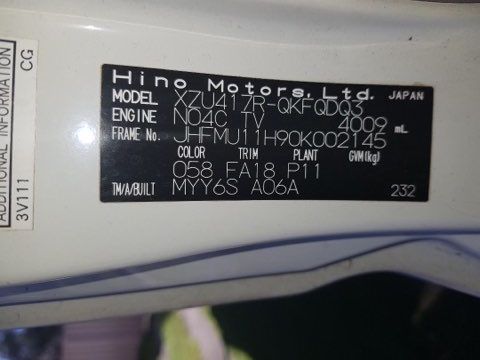 Hino Motors, Ltd. JAPAN
MODEL XZU417R-QKFQDQ3
ENGINE N04C TV 4009 mL
FRAME NO. JHFMU11H90K002145
COLOR TRIM PLANT GVM(kg)
058 FA18 P11
TM/A/BUILT MYY6S A06A 232
ADDITIONAL INFORMATION
3V111 CG